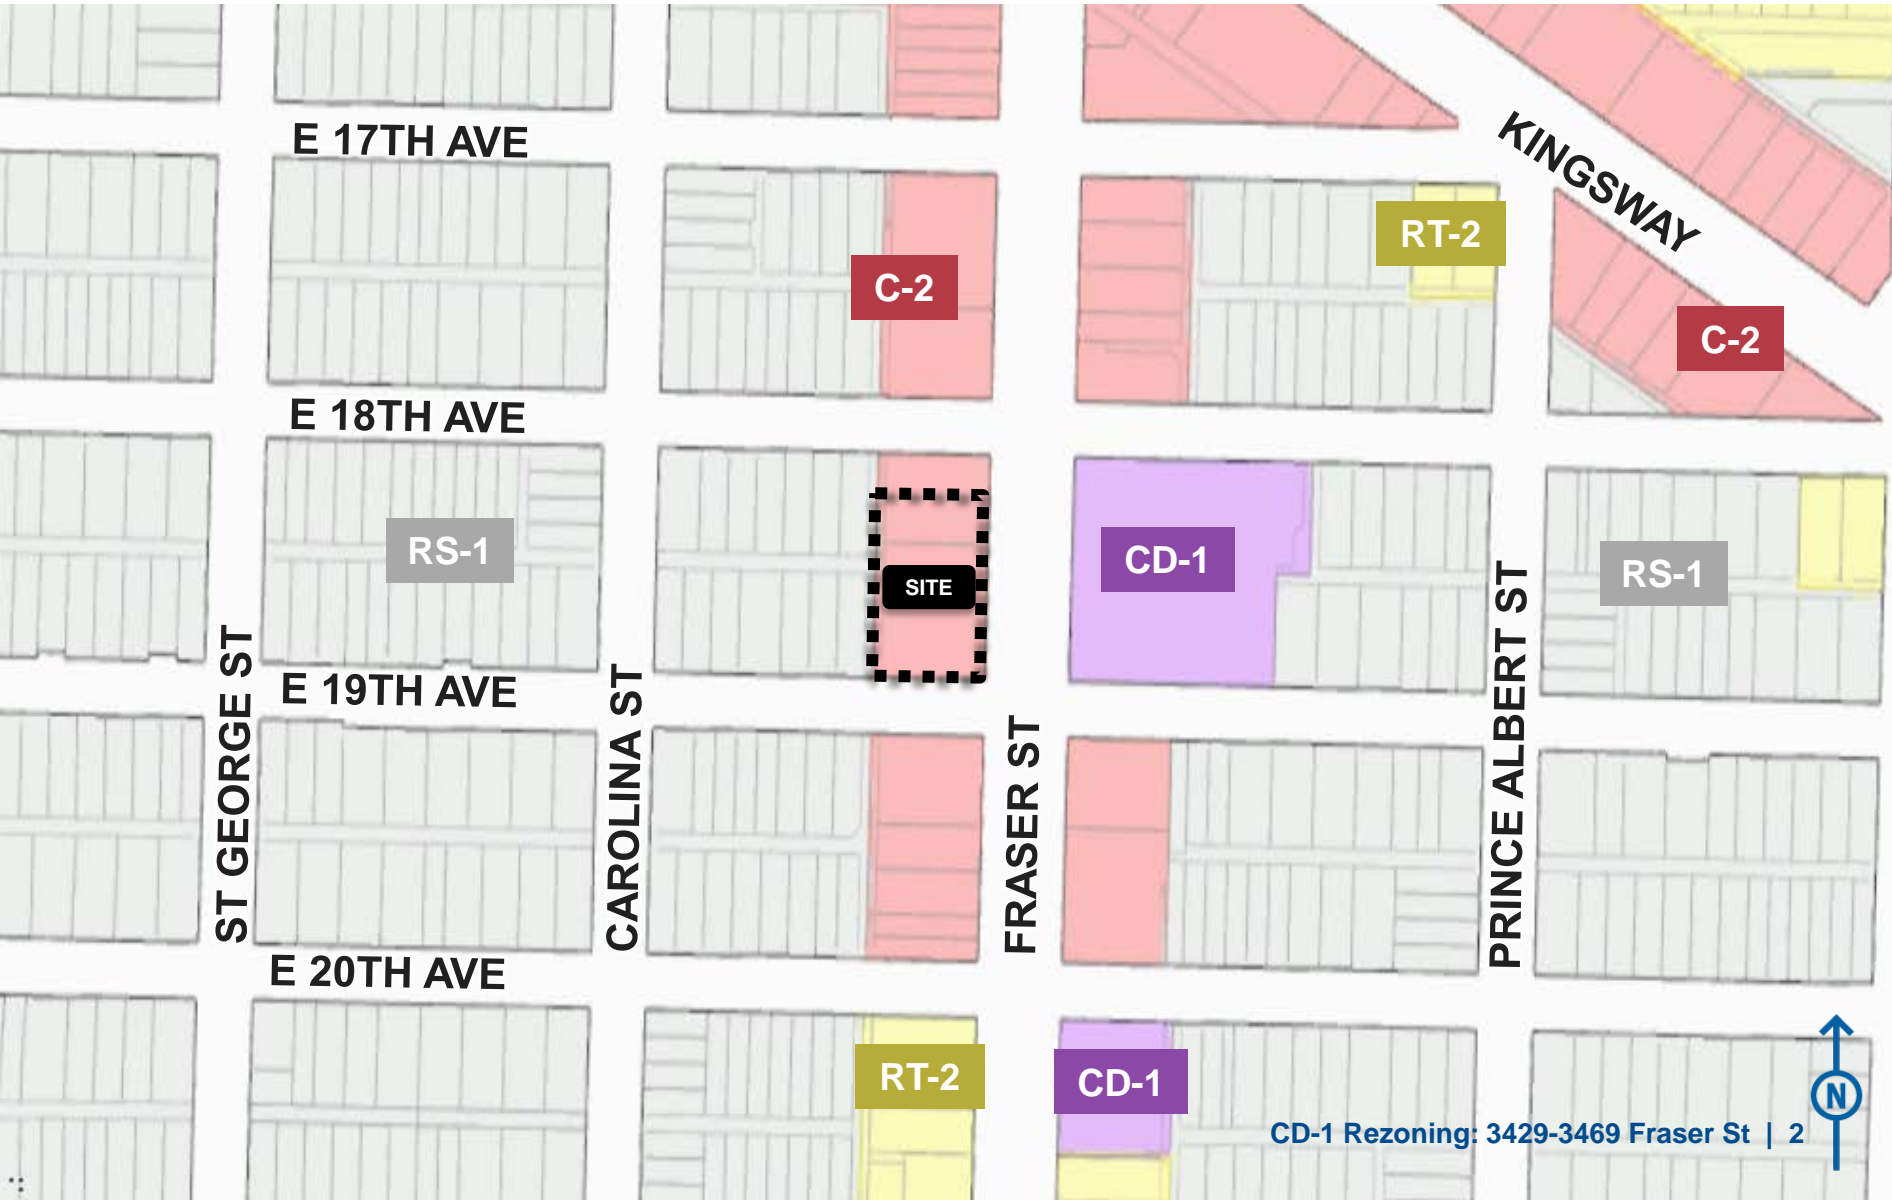 E 17TH AVE
KINGSWAY
RT-2
C-2
C-2
E 18TH AVE
RS-1
SITE
CD-1
RS-1
ST GEORGE ST
E 19TH AVE
CAROLINA ST
FRASER ST
PRINCE ALBERT ST
E 20TH AVE
RT-2
CD-1
N
CD-1 Rezoning: 3429-3469 Fraser St | 2